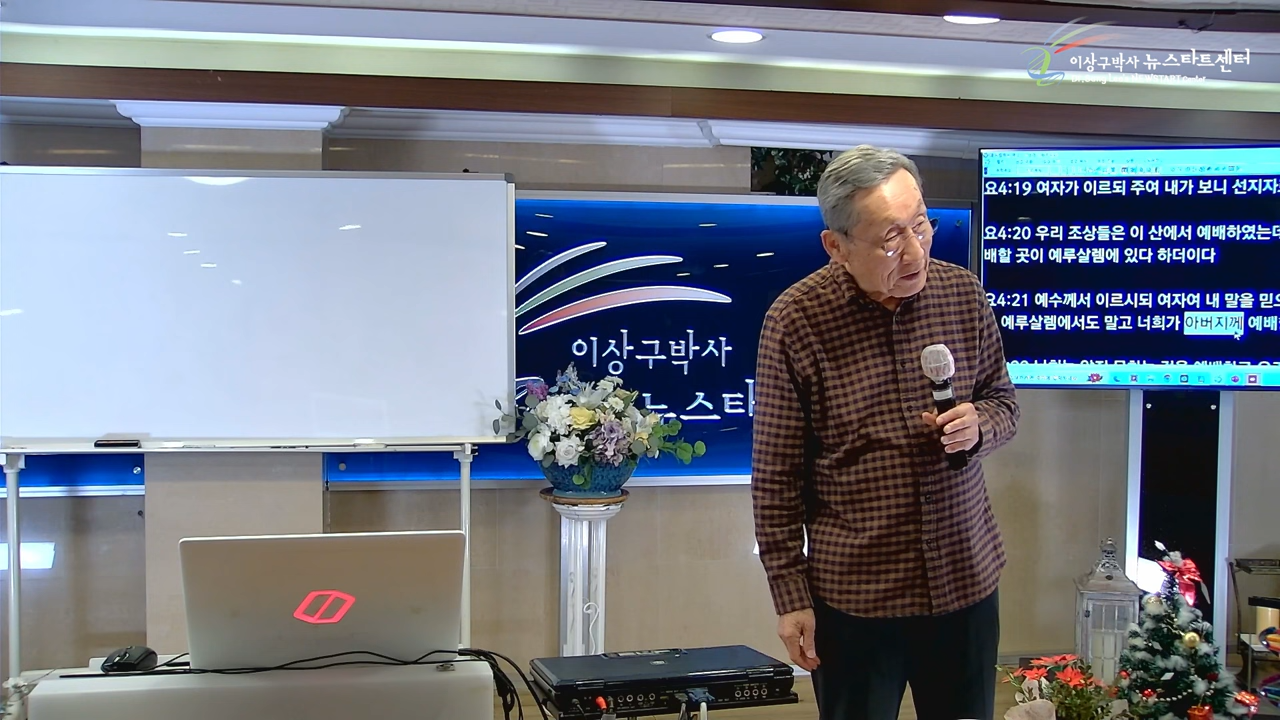 이상구박사 뉴스타트센터
요4:19 여자가 이르되 주여 내가 보니 선지자
요4:20 우리 조상들은 이 산에서 예배하였는데
배할 곳이 예루살렘에 있다 하더이다
요4:21 예수께서 이르시되 여자여 내 말을 믿으
예루살렘에서도 말고 너희가 아버지께 예배
이상구박사
뉴스타